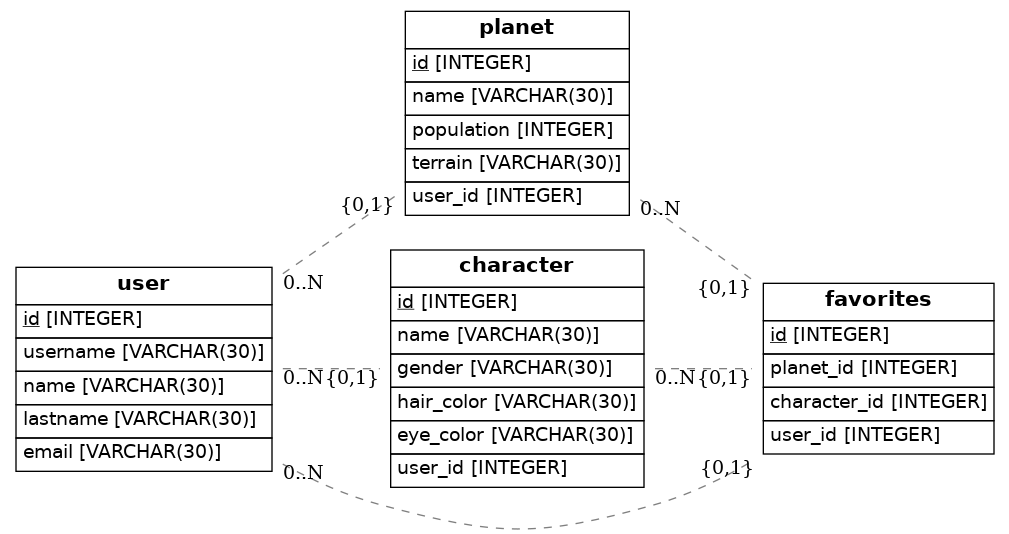 planet
id [INTEGER]
name [VARCHAR(30)]
population [INTEGER]
terrain [VARCHAR(30)]
user_id [INTEGER]
{0,1}
0..N
0..N
{0,1}
user
id [INTEGER]
username [VARCHAR(30)]
name [VARCHAR(30)]
lastname [VARCHAR(30)]
email [VARCHAR(30)]
0..N
{0,1}
character
id [INTEGER]
name [VARCHAR(30)]
gender [VARCHAR(30)]
hair_color [VARCHAR(30)]
eye_color [VARCHAR(30)]
user_id [INTEGER]
0..N
{0,1}
favorites
id [INTEGER]
planet_id [INTEGER]
character_id [INTEGER]
user_id [INTEGER]
0..N
{0,1}